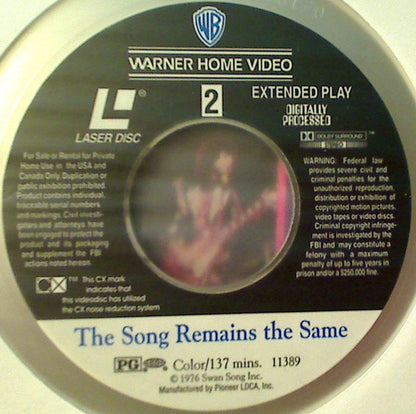 WB
WARNER HOME VIDEO
2
EXTENDED PLAY
DIGITALLY
PROCESSED
L
®
LASER DISC
DOLBY SURROUND
STEREO
TM
For Sale or Rental for Private
Home Use in the USA and
Canada Only. Duplication or
public exhibition prohibited.
Product contains individual,
traceable serial numbers
and markings. Civil investi-
gators and attorneys have
been engaged to protect the
product and its packaging
and supplement the FBI
actions noted hereon.
WARNING: Federal law
provides severe civil and
criminal penalties for the
unauthorized reproduction,
distribution or exhibition of
copyrighted motion pictures,
video tapes or video discs.
Criminal copyright infringe-
ment is investigated by the
FBI and may constitute a
felony with a maximum
penalty of up to five years in
prison and/or a $250,000 fine.
CX TM This CX mark
indicates that
this videodisc has utilized
the CX noise reduction system
The Song Remains the Same
PG Color/137 mins. 11389
© 1976 Swan Song Inc.
Manufactured by Pioneer LDCA, Inc.